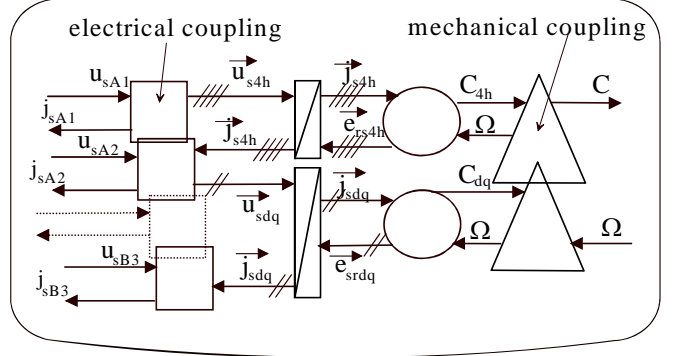 electrical coupling
mechanical coupling
u_sA1
u_s4h
j_s4h
C_4h
C
j_sA1
u_sA2
j_s4h
e_rs4h
Ω
j_sA2
u_sdq
j_sdq
C_dq
u_sB3
j_sdq
e_srdq
Ω
Ω
j_sB3